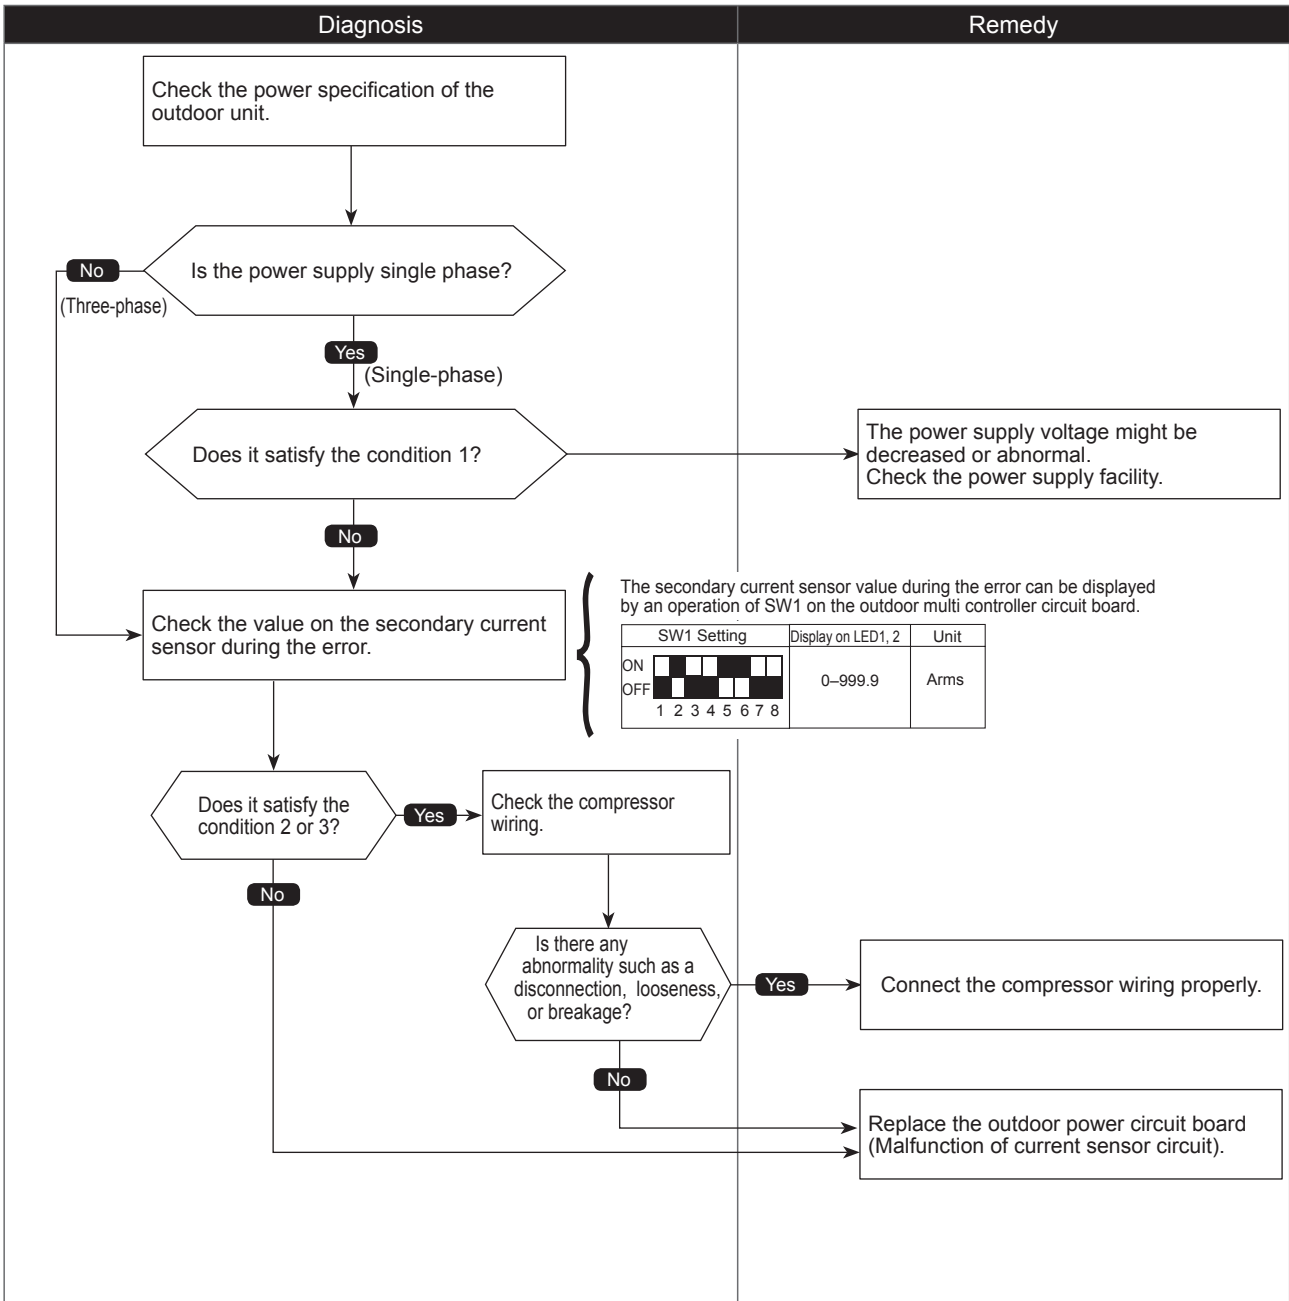 Diagnosis
Remedy
Check the power specification of the
outdoor unit.
Is the power supply single phase?
No
(Three-phase)
Yes
(Single-phase)
Does it satisfy the condition 1?
The power supply voltage might be
decreased or abnormal.
Check the power supply facility.
No
Check the value on the secondary current
sensor during the error.
The secondary current sensor value during the error can be displayed
by an operation of SW1 on the outdoor multi controller circuit board.
SW1 Setting
Display on LED1, 2
Unit
ON
OFF
1 2 3 4 5 6 7 8
0–999.9
Arms
Does it satisfy the
condition 2 or 3?
Yes
Check the compressor
wiring.
No
Is there any
abnormality such as a
disconnection, looseness,
or breakage?
Yes
Connect the compressor wiring properly.
No
Replace the outdoor power circuit board
(Malfunction of current sensor circuit).